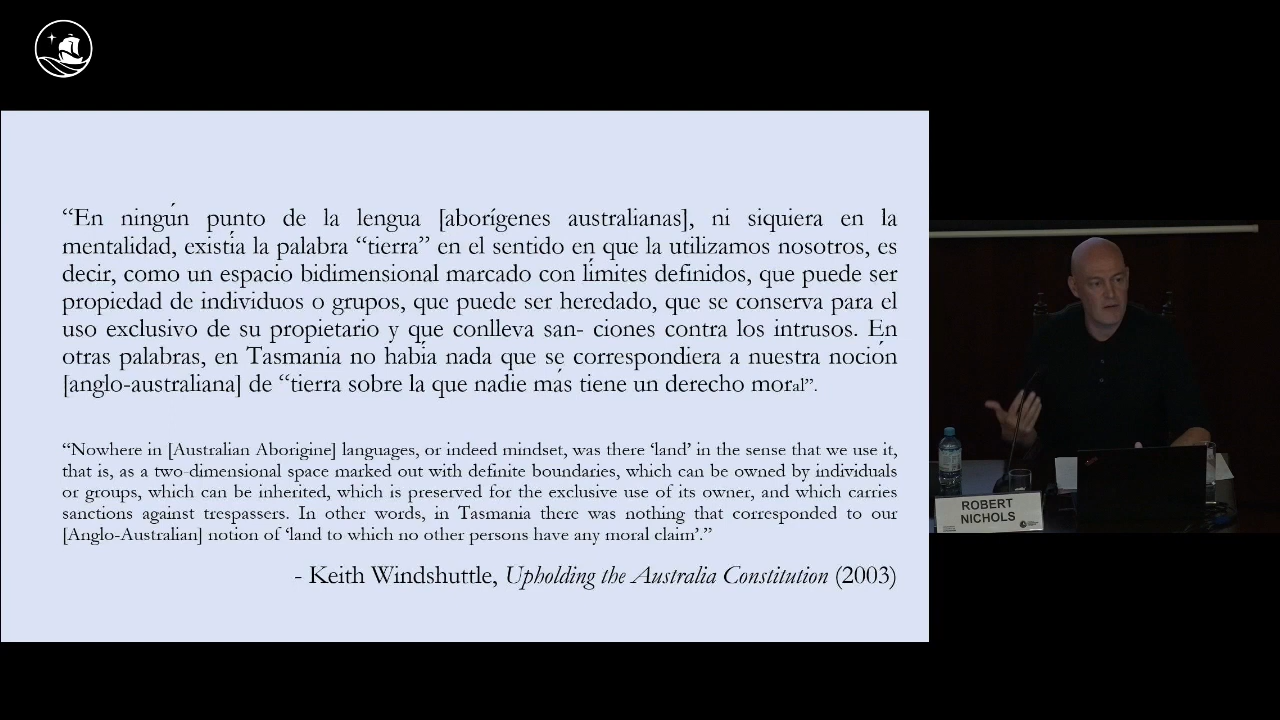 “En ningún punto de la lengua [aborígenes australianas], ni siquiera en la
mentalidad, existía la palabra “tierra” en el sentido en que la utilizamos nosotros, es
decir, como un espacio bidimensional marcado con límites definidos, que puede ser
propiedad de individuos o grupos, que puede ser heredado, que se conserva para el
uso exclusivo de su propietario y que conlleva san- ciones contra los intrusos. En
otras palabras, en Tasmania no había nada que se correspondiera a nuestra noción
[anglo-australiana] de “tierra sobre la que nadie más tiene un derecho moral”.
“Nowhere in [Australian Aborigine] languages, or indeed mindset, was there ‘land’ in the sense that we use it,
that is, as a two-dimensional space marked out with definite boundaries, which can be owned by individuals
or groups, which can be inherited, which is preserved for the exclusive use of its owner, and which carries
sanctions against trespassers. In other words, in Tasmania there was nothing that corresponded to our
[Anglo-Australian] notion of ‘land to which no other persons have any moral claim’.”
- Keith Windshuttle, Upholding the Australia Constitution (2003)
ROBERT
NICHOLS